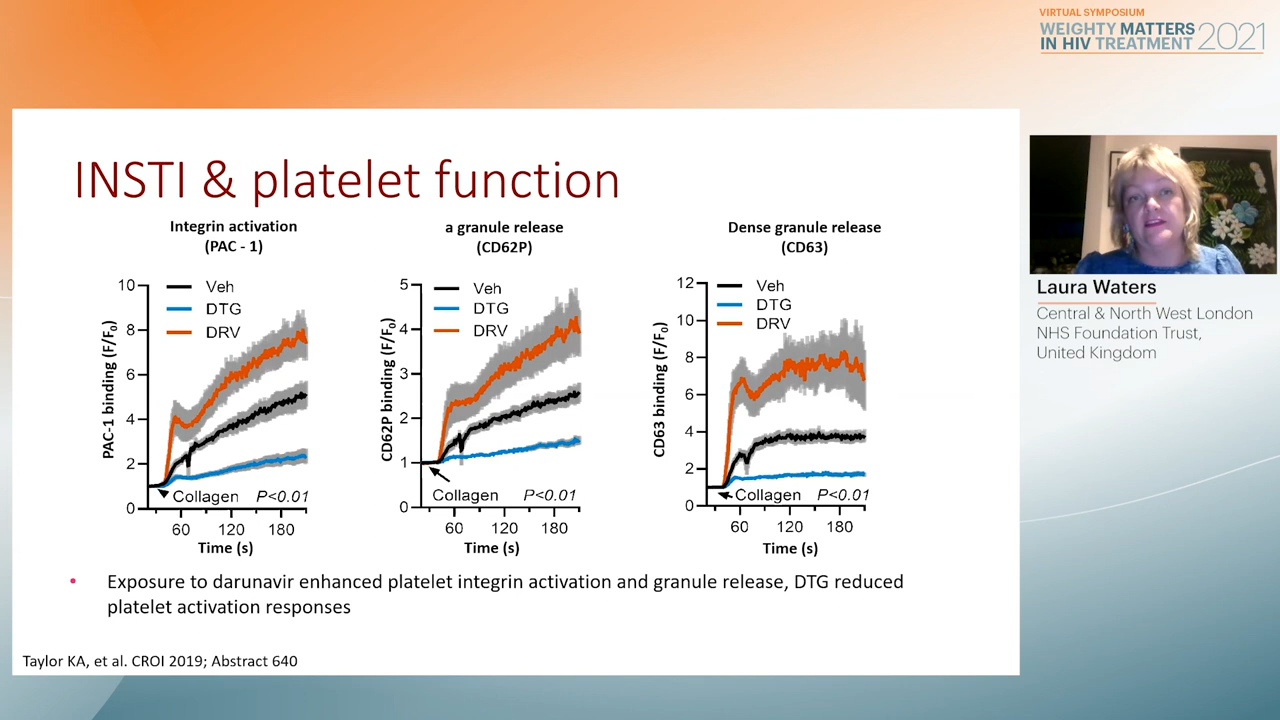 VIRTUAL SYMPOSIUM
WEIGHTY MATTERS
IN HIV TREATMENT 2021
INSTI & platelet function
Integrin activation
(PAC - 1)
10
8
6
4
2
0
PAC-1 binding (F/F0)
Veh
DTG
DRV
Collagen
P<0.01
60 120 180
Time (s)
a granule release
(CD62P)
5
4
3
2
1
0
CD62P binding (F/F0)
Veh
DTG
DRV
Collagen
P<0.01
60 120 180
Time (s)
Dense granule release
(CD63)
12
10
8
6
4
2
0
CD63 binding (F/F0)
Veh
DTG
DRV
Collagen
P<0.01
60 120 180
Time (s)
• Exposure to darunavir enhanced platelet integrin activation and granule release, DTG reduced
platelet activation responses
Taylor KA, et al. CROI 2019; Abstract 640
Laura Waters
Central & North West London
NHS Foundation Trust,
United Kingdom